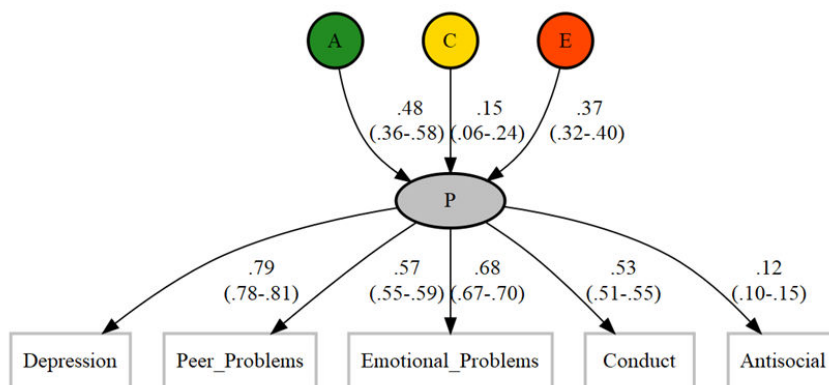 A C E
.48 .15 .37
(.36-.58) (.06-.24) (.32-.40)
P
.79 .57 .68 .53 .12
(.78-.81) (.55-.59) (.67-.70) (.51-.55) (.10-.15)
Depression Peer_Problems Emotional_Problems Conduct Antisocial